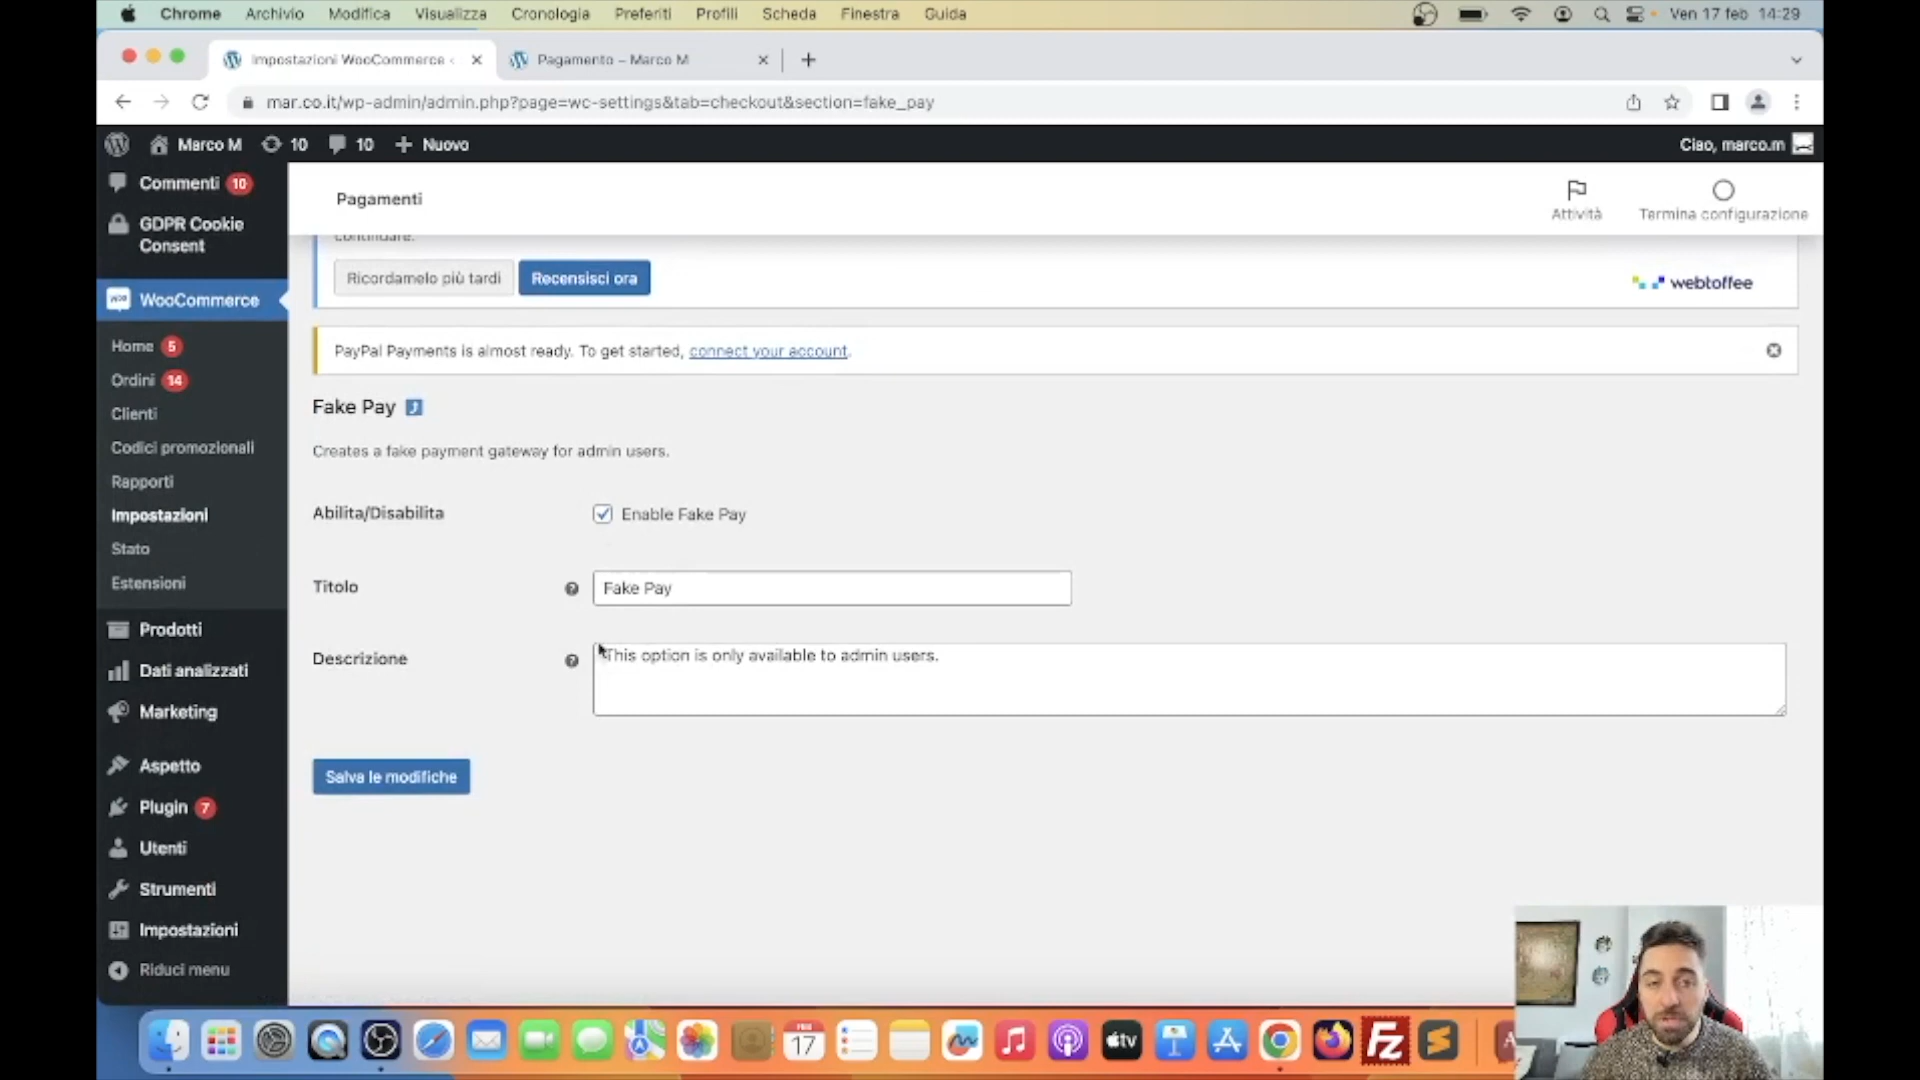 Chrome Archivio Modifica Visualizza Cronologia Preferiti Profili Scheda Finestra Guida
Ven 17 feb 14:29
Impostazioni WooCommerce ‹
Pagamento – Marco M
mar.co.it/wp-admin/admin.php?page=wc-settings&tab=checkout&section=fake_pay
Marco M 10 10 Nuovo
Ciao, marco.m
Commenti 10
GDPR Cookie
Consent
WooCommerce
Home 5
Ordini 14
Clienti
Codici promozionali
Rapporti
Impostazioni
Stato
Estensioni
Prodotti
Dati analizzati
Marketing
Aspetto
Plugin 7
Utenti
Strumenti
Impostazioni
Riduci menu
Pagamenti
Attività
Termina configurazione
continuare.
Ricordamelo più tardi
Recensisci ora
webtoffee
PayPal Payments is almost ready. To get started, connect your account.
Fake Pay
Creates a fake payment gateway for admin users.
Abilita/Disabilita
Enable Fake Pay
Titolo
Fake Pay
Descrizione
This option is only available to admin users.
Salva le modifiche
17
tv
Fz